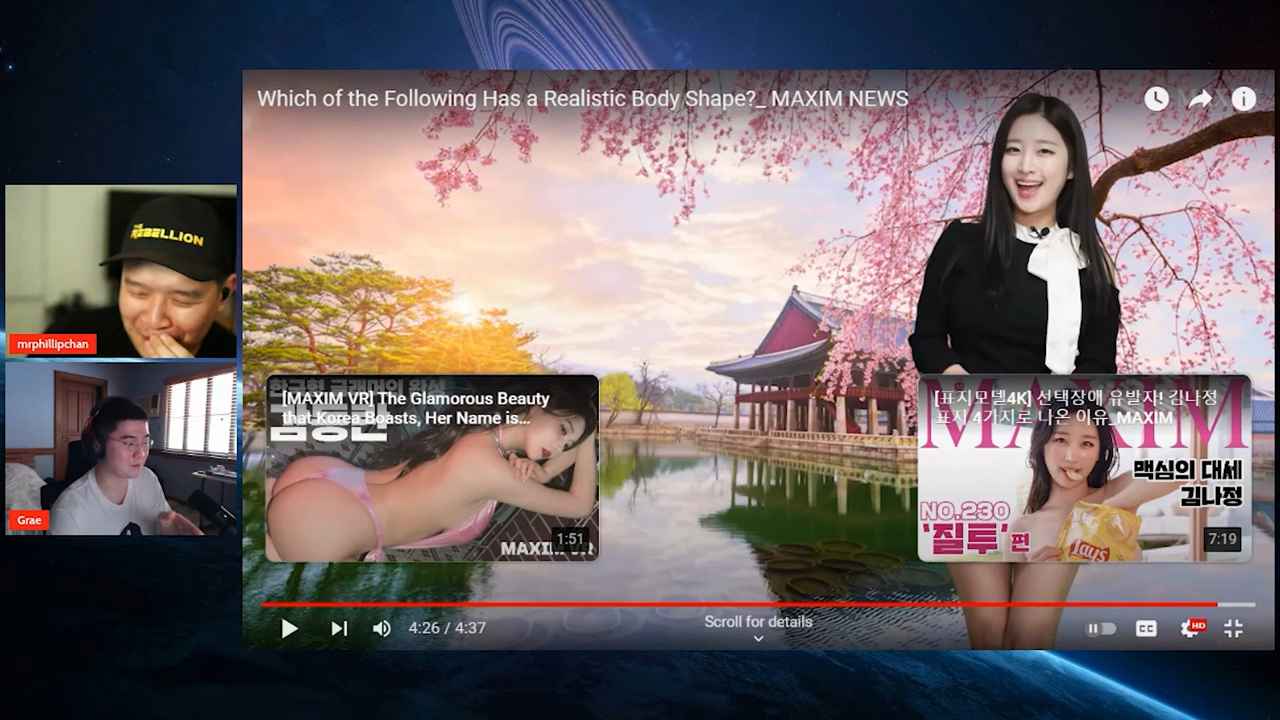 Which of the Following Has a Realistic Body Shape?_ MAXIM NEWS
THE
REBELLION
mrphillipchan
Grae
[MAXIM VR] The Glamorous Beauty
that Korea Boasts, Her Name is...
1:51
[표지모델4K] 선택장애 유발자! 김나정
표지 4가지로 나온 이유_MAXIM
MAXIM
맥심의 대세
김나정
NO.230
'질투'편
Lay's
7:19
4:26 / 4:37
Scroll for details
CC
HD